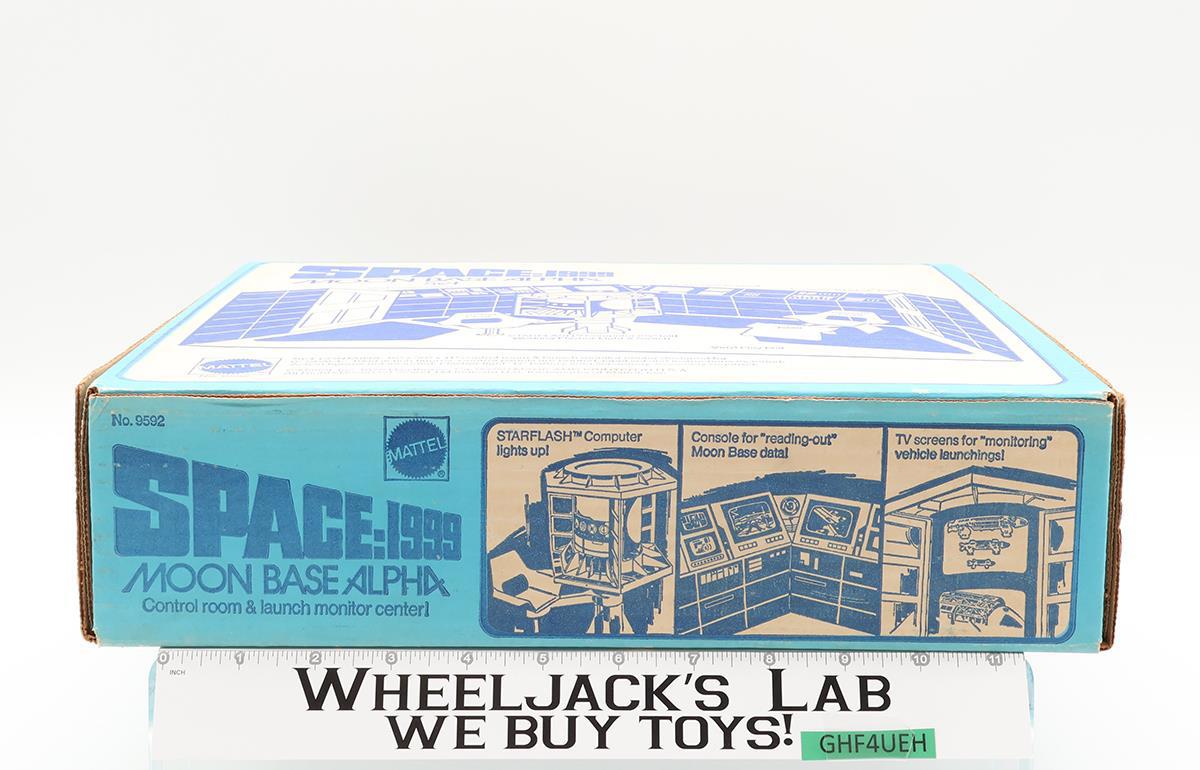 SPACE:1999
MOON BASE ALPHA
MATTEL
No. 9592
MATTEL
SPACE:1999
MOON BASE ALPHA
Control room & launch monitor center!
STARFLASH™ Computer
lights up!
Console for "reading-out"
Moon Base data!
TV screens for "monitoring"
vehicle launchings!
0 1 2 3 4 5 6 7 8 9 10 11
INCH
WHEELJACK'S LAB
WE BUY TOYS!
GHF4UEH